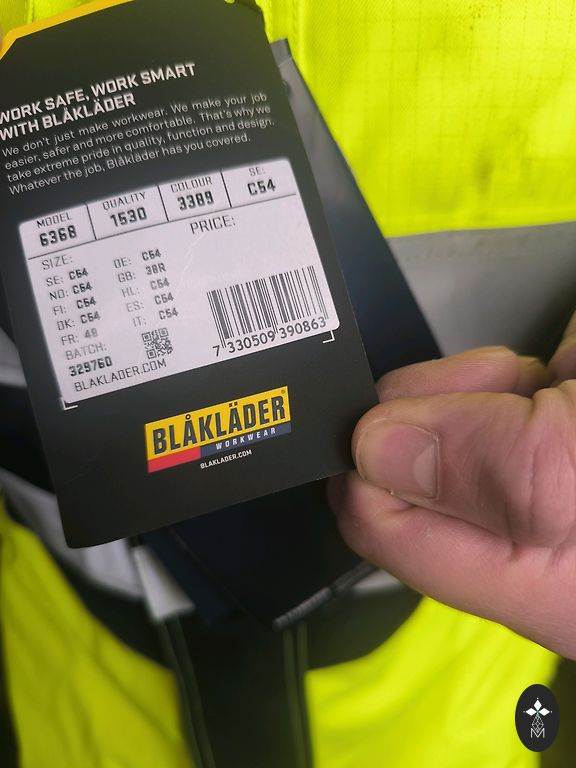 WORK SAFE, WORK SMART
WITH BLÅKLÄDER
We don't just make workwear. We make your job
easier, safer and more comfortable. That's why we
take extreme pride in quality, function and design.
Whatever the job, Blåkläder has you covered.
MODEL QUALITY COLOUR SE:
6368 1530 3389 C54
SIZE: PRICE:
SE: C54 DE: C54
NO: C54 GB: 38R
FI: C54 NL: C54
DK: C54 ES: C54
FR: 48 IT: C54
BATCH:
329760
BLAKLADER.COM
7 330509 390863
BLÅKLÄDER®
WORKWEAR
BLAKLADER.COM
M